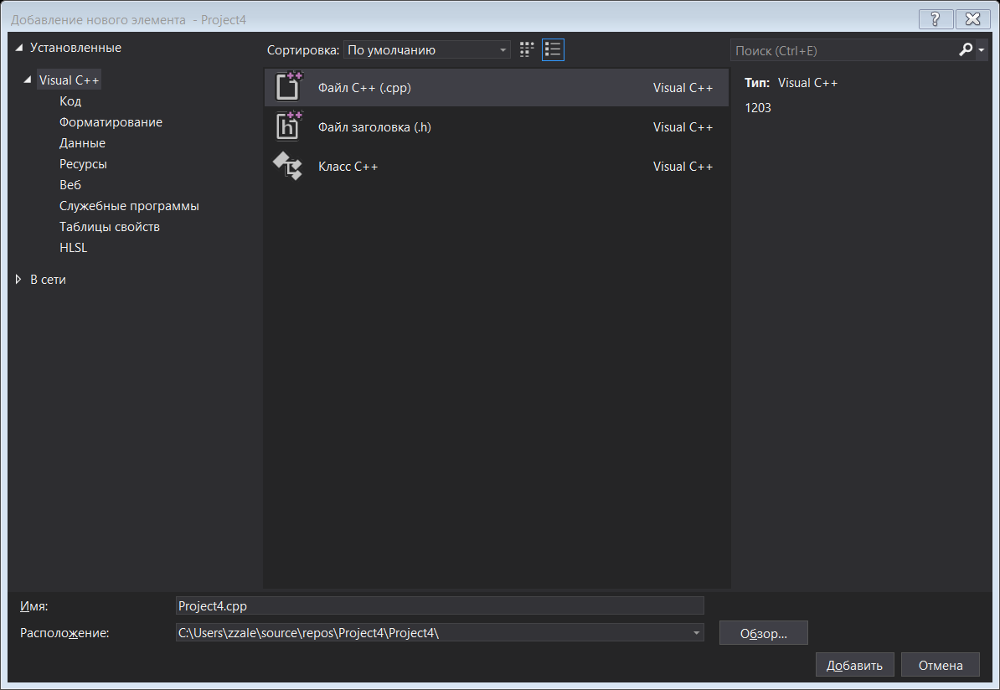 Добавление нового элемента - Project4
Установленные
Visual C++
Код
Форматирование
Данные
Ресурсы
Веб
Служебные программы
Таблицы свойств
HLSL
В сети
Сортировка: По умолчанию
Файл C++ (.cpp) Visual C++
Файл заголовка (.h) Visual C++
Класс C++ Visual C++
Поиск (Ctrl+E)
Тип: Visual C++
1203
Имя: Project4.cpp
Расположение: C:\Users\zzale\source\repos\Project4\Project4\
Обзор...
Добавить Отмена